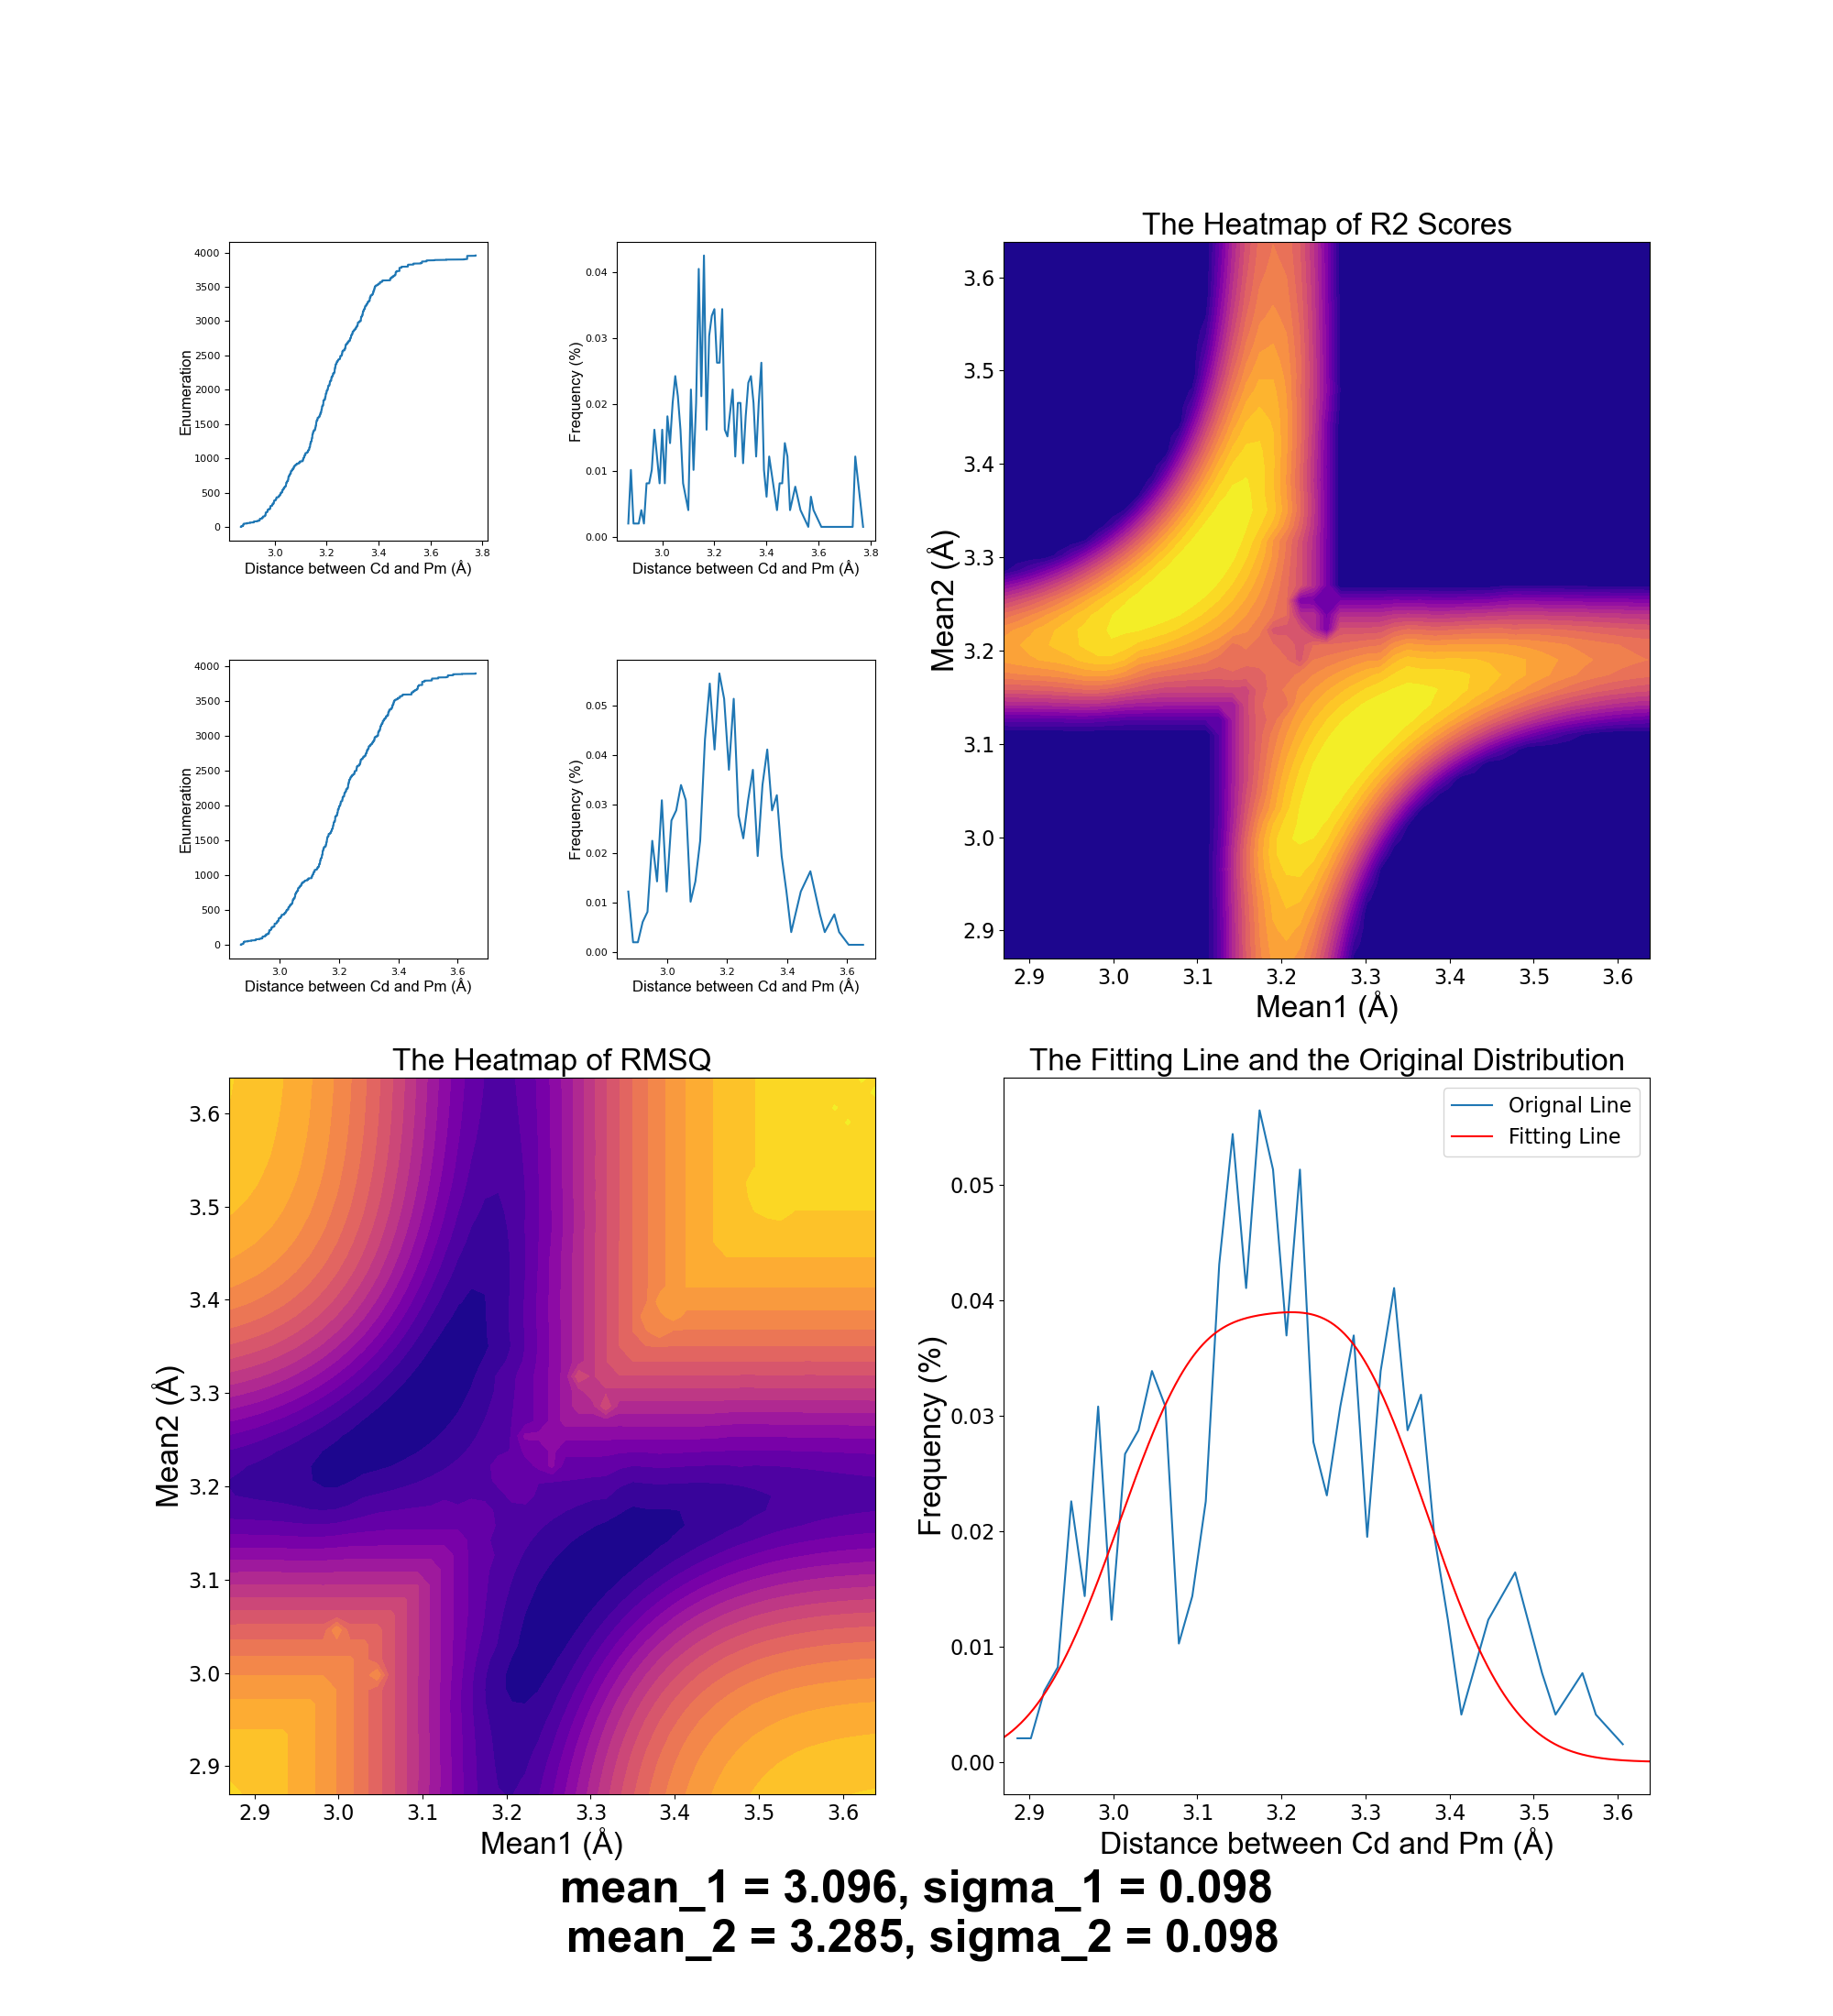 4000
3500
3000
2500
2000
1500
1000
500
0
Enumeration
3.0 3.2 3.4 3.6 3.8
Distance between Cd and Pm (Å)
0.04
0.03
0.02
0.01
0.00
Frequency (%)
3.0 3.2 3.4 3.6 3.8
Distance between Cd and Pm (Å)
The Heatmap of R2 Scores
3.6
3.5
3.4
3.3
3.2
3.1
3.0
2.9
Mean2 (Å)
2.9 3.0 3.1 3.2 3.3 3.4 3.5 3.6
Mean1 (Å)
4000
3500
3000
2500
2000
1500
1000
500
0
Enumeration
3.0 3.2 3.4 3.6
Distance between Cd and Pm (Å)
0.05
0.04
0.03
0.02
0.01
0.00
Frequency (%)
3.0 3.2 3.4 3.6
Distance between Cd and Pm (Å)
The Heatmap of RMSQ
3.6
3.5
3.4
3.3
3.2
3.1
3.0
2.9
Mean2 (Å)
2.9 3.0 3.1 3.2 3.3 3.4 3.5 3.6
Mean1 (Å)
The Fitting Line and the Original Distribution
Orignal Line
Fitting Line
0.05
0.04
0.03
0.02
0.01
0.00
Frequency (%)
2.9 3.0 3.1 3.2 3.3 3.4 3.5 3.6
Distance between Cd and Pm (Å)
mean_1 = 3.096, sigma_1 = 0.098
mean_2 = 3.285, sigma_2 = 0.098